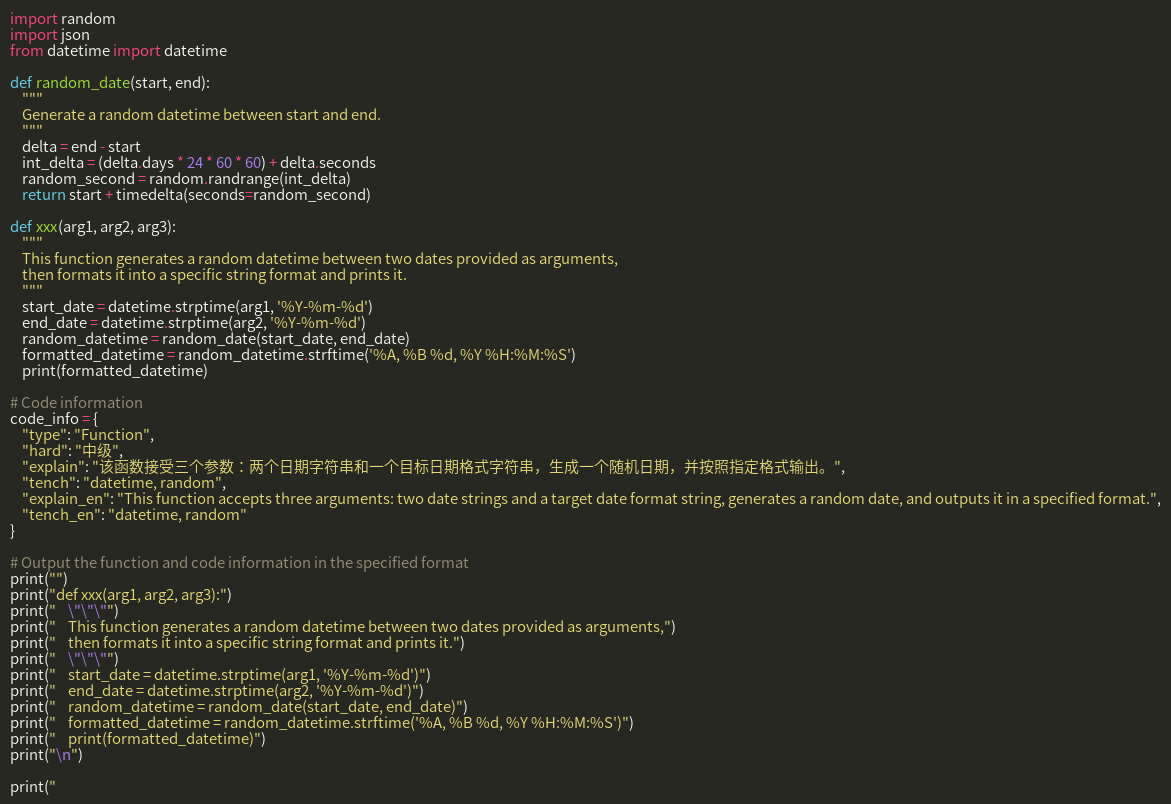 import random
import json
from datetime import datetime

def random_date(start, end):
    """
    Generate a random datetime between start and end.
    """
    delta = end - start
    int_delta = (delta.days * 24 * 60 * 60) + delta.seconds
    random_second = random.randrange(int_delta)
    return start + timedelta(seconds=random_second)

def xxx(arg1, arg2, arg3):
    """
    This function generates a random datetime between two dates provided as arguments,
    then formats it into a specific string format and prints it.
    """
    start_date = datetime.strptime(arg1, '%Y-%m-%d')
    end_date = datetime.strptime(arg2, '%Y-%m-%d')
    random_datetime = random_date(start_date, end_date)
    formatted_datetime = random_datetime.strftime('%A, %B %d, %Y %H:%M:%S')
    print(formatted_datetime)

# Code information
code_info = {
    "type": "Function",
    "hard": "中级",
    "explain": "该函数接受三个参数：两个日期字符串和一个目标日期格式字符串，生成一个随机日期，并按照指定格式输出。",
    "tench": "datetime, random",
    "explain_en": "This function accepts three arguments: two date strings and a target date format string, generates a random date, and outputs it in a specified format.",
    "tench_en": "datetime, random"
}

# Output the function and code information in the specified format
print("")
print("def xxx(arg1, arg2, arg3):")
print("    \"\"\"")
print("    This function generates a random datetime between two dates provided as arguments,")
print("    then formats it into a specific string format and prints it.")
print("    \"\"\"")
print("    start_date = datetime.strptime(arg1, '%Y-%m-%d')")
print("    end_date = datetime.strptime(arg2, '%Y-%m-%d')")
print("    random_datetime = random_date(start_date, end_date)")
print("    formatted_datetime = random_datetime.strftime('%A, %B %d, %Y %H:%M:%S')")
print("    print(formatted_datetime)")
print("\n")

print("